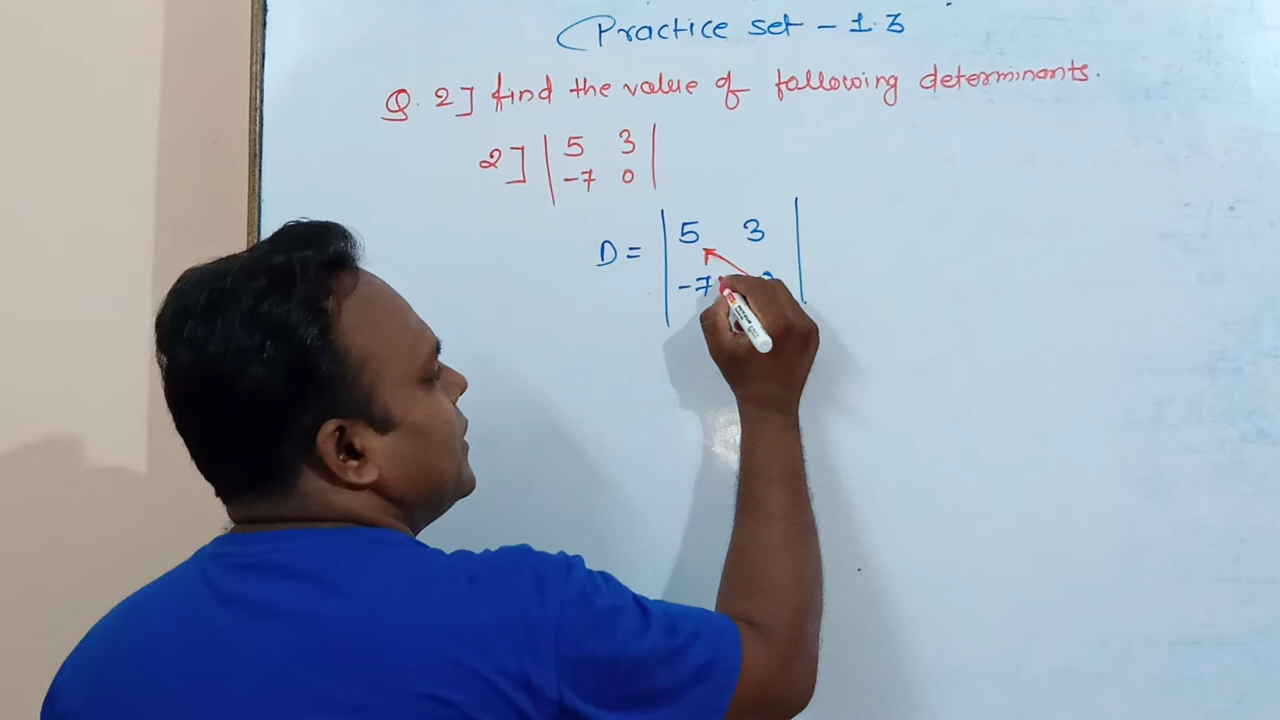 Practice set - 1.3
Q. 2] find the value of following determinants.
2] | 5 3 |
| -7 0 |
D = | 5 3 |
| -7